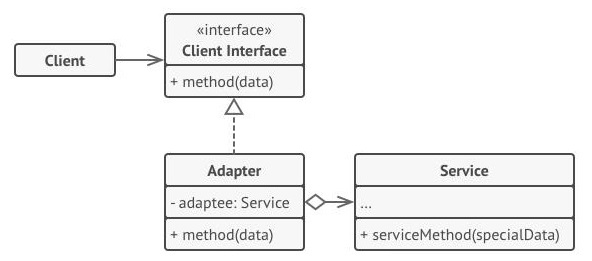 Client
«interface»
Client Interface
+ method(data)
Adapter
- adaptee: Service
+ method(data)
Service
...
+ serviceMethod(specialData)